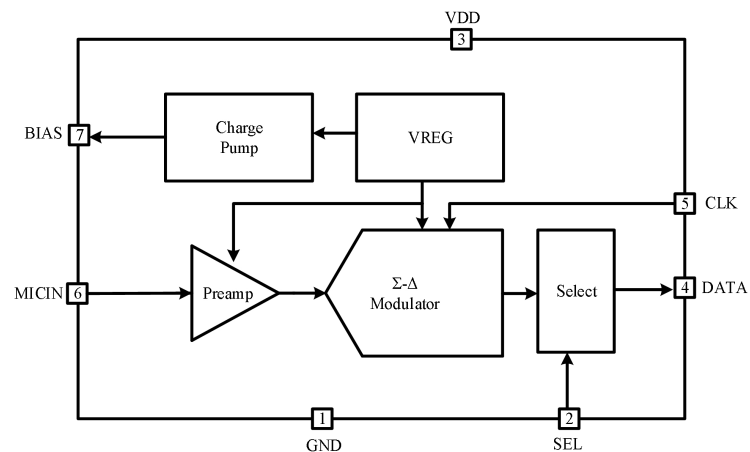 VDD
3
BIAS
7
Charge
Pump
VREG
5
CLK
MICIN
6
Preamp
Σ-Δ
Modulator
Select
4
DATA
1
GND
2
SEL